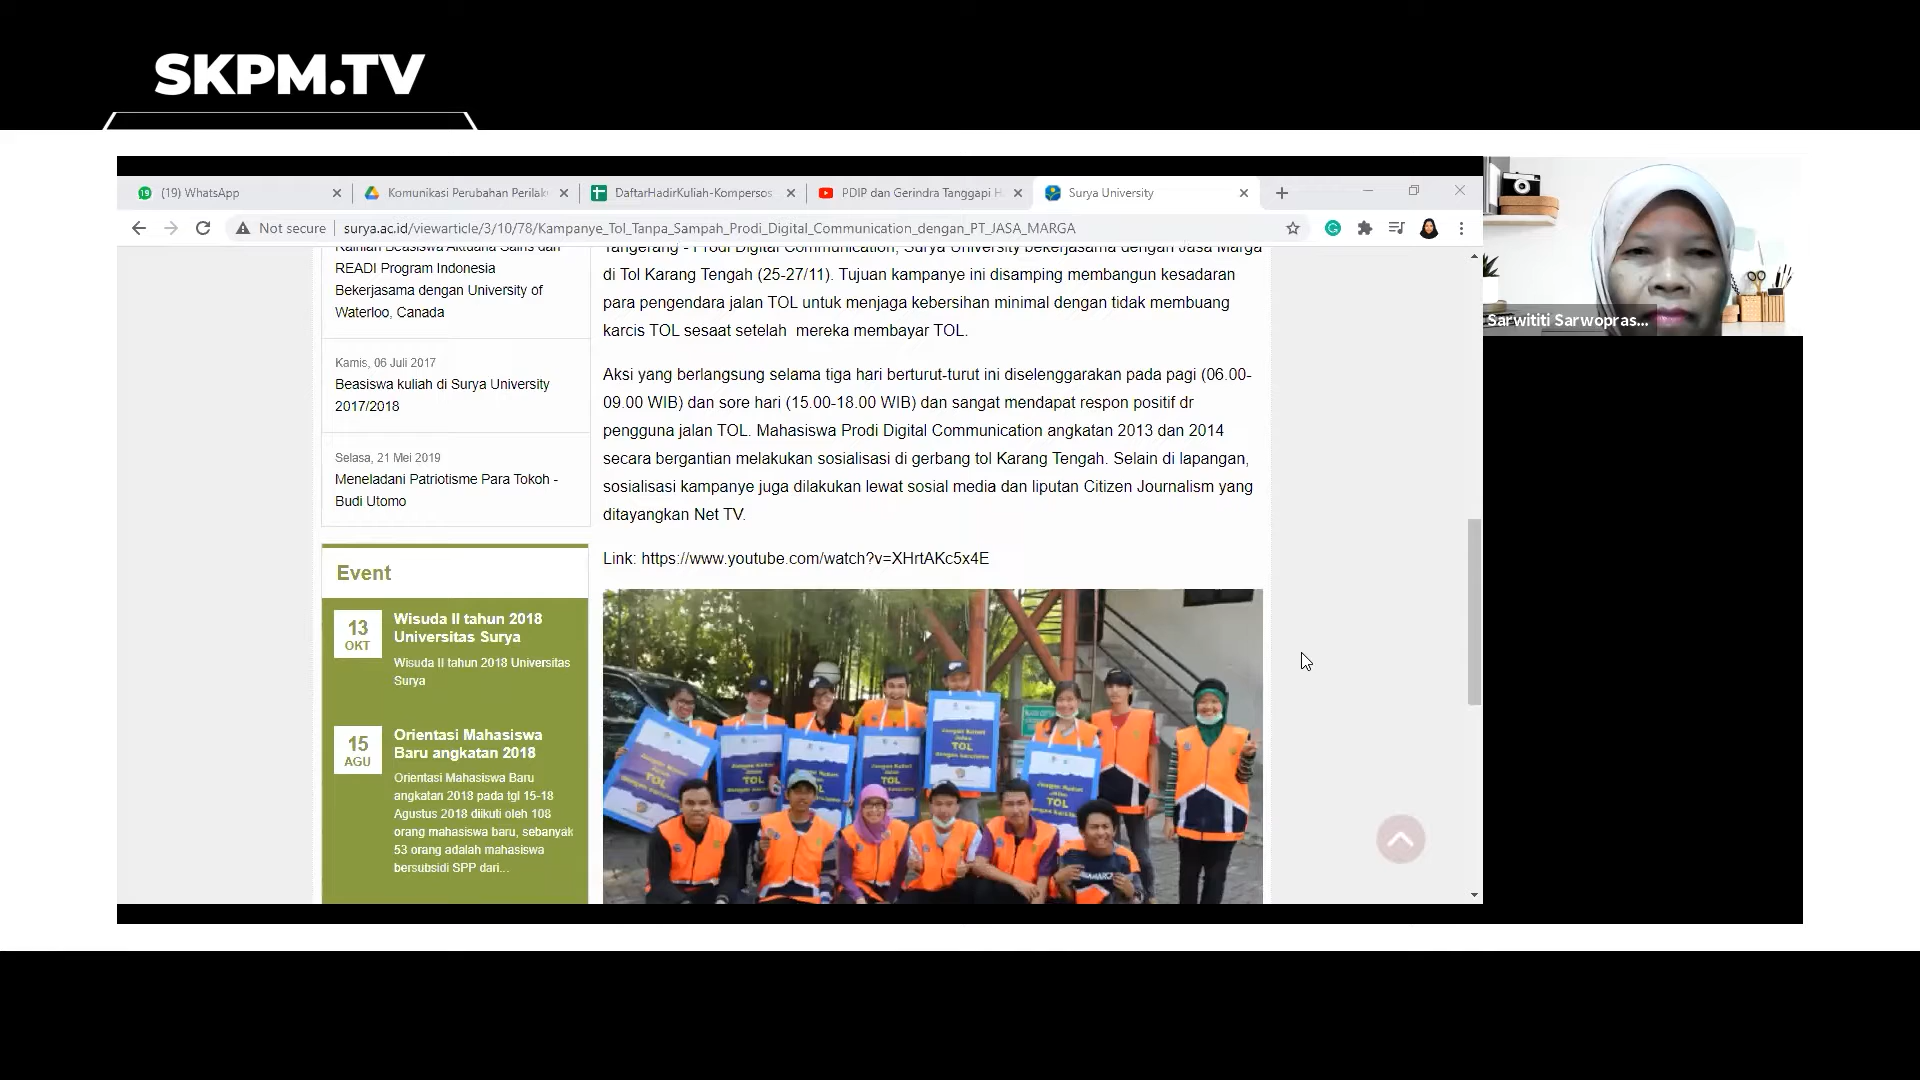 SKPM.TV
(19) WhatsApp
Komunikasi Perubahan Perilak
DaftarHadirKuliah-Kompersos
PDIP dan Gerindra Tanggapi H
Surya University
Not secure
surya.ac.id/viewarticle/3/10/78/Kampanye_Tol_Tanpa_Sampah_Prodi_Digital_Communication_dengan_PT_JASA_MARGA
Sarwititi Sarwopras...
READI Program Indonesia
Bekerjasama dengan University of
Waterloo, Canada
Kamis, 06 Juli 2017
Beasiswa kuliah di Surya University
2017/2018
Selasa, 21 Mei 2019
Meneladani Patriotisme Para Tokoh -
Budi Utomo
Event
13
OKT
Wisuda II tahun 2018
Universitas Surya
Wisuda II tahun 2018 Universitas
Surya
15
AGU
Orientasi Mahasiswa
Baru angkatan 2018
Orientasi Mahasiswa Baru
angkatan 2018 pada tgl 15-18
Agustus 2018 diikuti oleh 108
orang mahasiswa baru, sebanyak
53 orang adalah mahasiswa
bersubsidi SPP dari...
Tangerang - Prodi Digital Communication, Surya University bekerjasama dengan Jasa Marga
di Tol Karang Tengah (25-27/11). Tujuan kampanye ini disamping membangun kesadaran
para pengendara jalan TOL untuk menjaga kebersihan minimal dengan tidak membuang
karcis TOL sesaat setelah mereka membayar TOL.
Aksi yang berlangsung selama tiga hari berturut-turut ini diselenggarakan pada pagi (06.00-
09.00 WIB) dan sore hari (15.00-18.00 WIB) dan sangat mendapat respon positif dr
pengguna jalan TOL. Mahasiswa Prodi Digital Communication angkatan 2013 dan 2014
secara bergantian melakukan sosialisasi di gerbang tol Karang Tengah. Selain di lapangan,
sosialisasi kampanye juga dilakukan lewat sosial media dan liputan Citizen Journalism yang
ditayangkan Net TV.
Link: https://www.youtube.com/watch?v=XHrtAKc5x4E